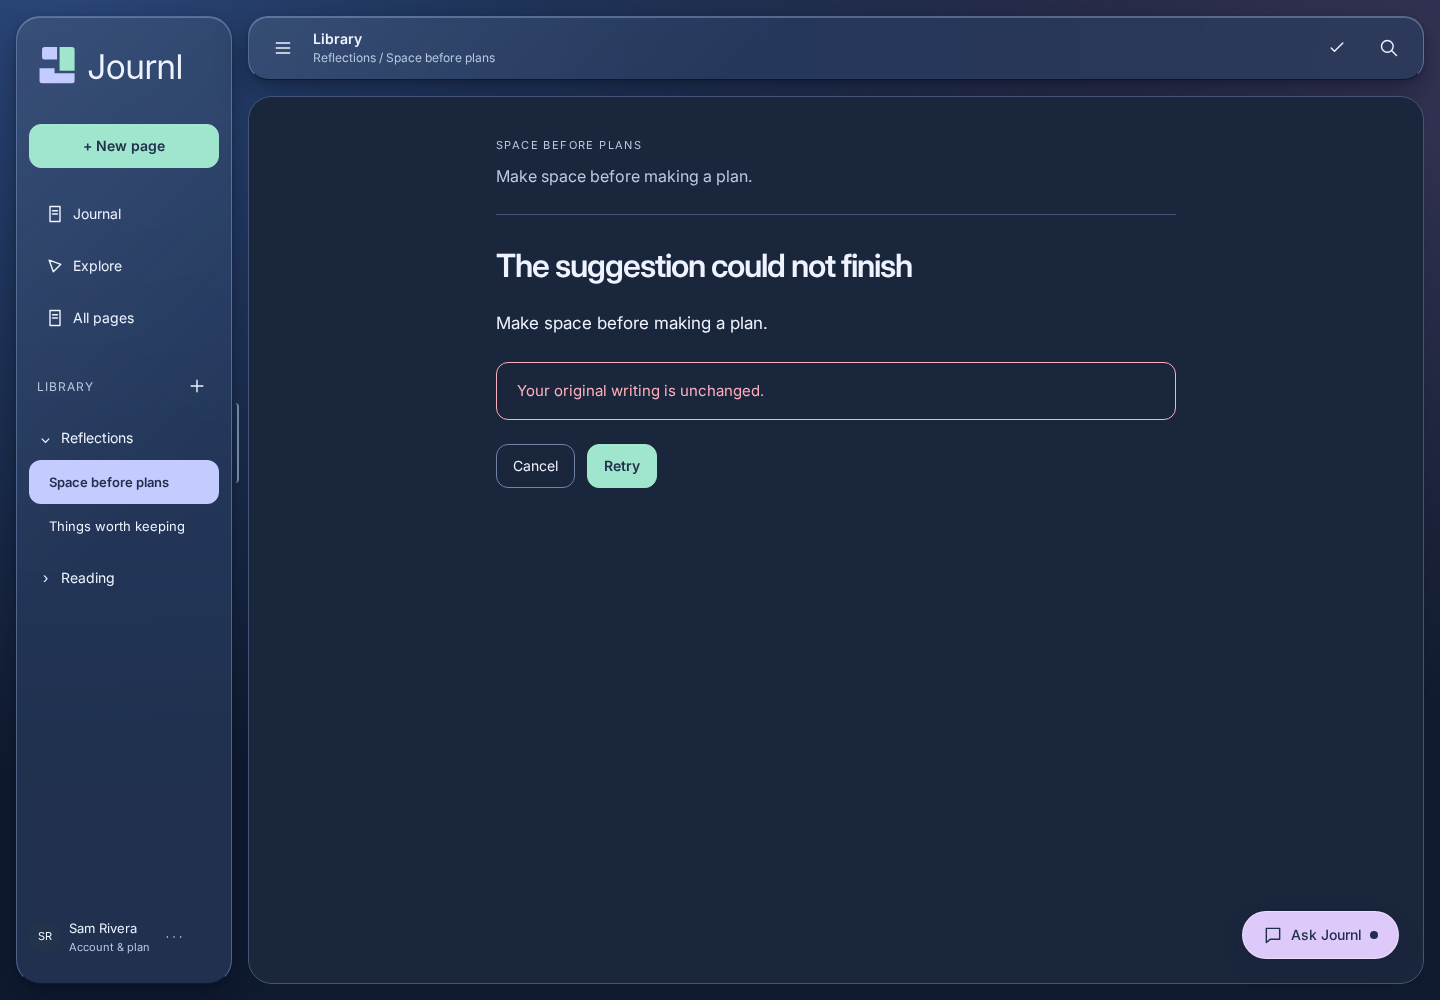 Journl
+ New page
Journal
Explore
All pages
LIBRARY
Reflections
Space before plans
Things worth keeping
Reading
SR
Sam Rivera
Account & plan
...
Library
Reflections / Space before plans
SPACE BEFORE PLANS
Make space before making a plan.
The suggestion could not finish
Make space before making a plan.
Your original writing is unchanged.
Cancel
Retry
Ask Journl